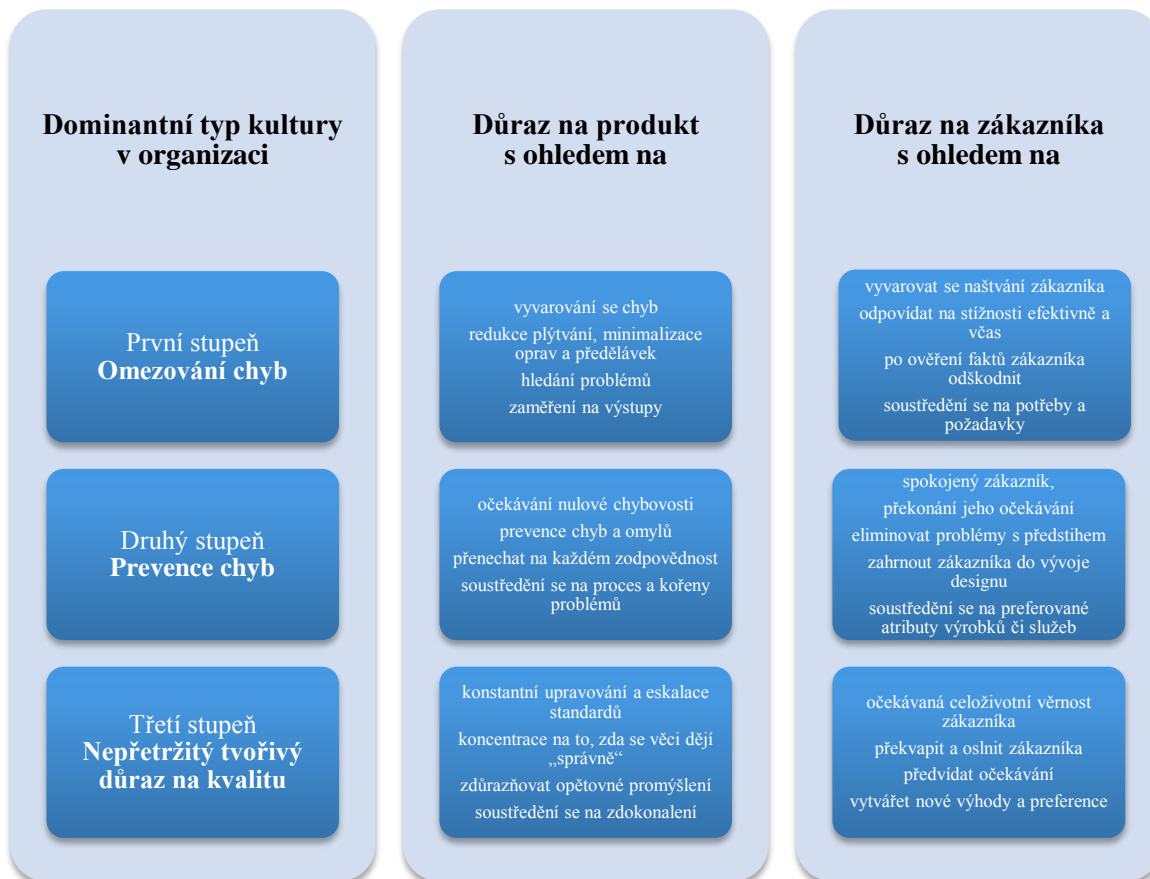 Dominantní typ kultury
v organizaci
První stupeň
Omezování chyb
Druhý stupeň
Prevence chyb
Třetí stupeň
Nepřetržitý tvořivý
důraz na kvalitu
Důraz na produkt
s ohledem na
vyvarování se chyb
redukce plýtvání, minimalizace
oprav a předělávek
hledání problémů
zaměření na výstupy
očekávání nulové chybovosti
prevence chyb a omylů
přenechat na každém zodpovědnost
soustředění se na proces a kořeny
problémů
konstantní upravování a eskalace
standardů
koncentrace na to, zda se věci dějí
„správně“
zdůrazňovat opětovné promýšlení
soustředění se na zdokonalení
Důraz na zákazníka
s ohledem na
vyvarovat se naštvání zákazníka
odpovídat na stížnosti efektivně a
včas
po ověření faktů zákazníka
odškodnit
soustředění se na potřeby a
požadavky
spokojený zákazník,
překonání jeho očekávání
eliminovat problémy s předstihem
zahrnout zákazníka do vývoje
designu
soustředění se na preferované
atributy výrobků či služeb
očekávaná celoživotní věrnost
zákazníka
překvapit a oslnit zákazníka
předvídat očekávání
vytvářet nové výhody a preference